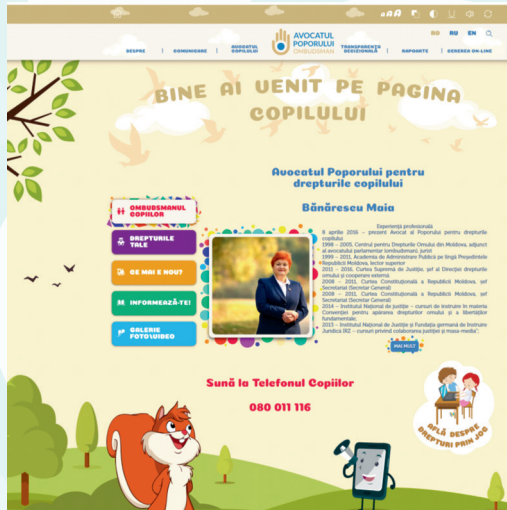 aAA
RO RU EN
DESPRE | COMUNICARE | AVOCATUL COPILULUI
AVOCATUL
POPORULUI
OMBUDSMAN
TRANSPARENȚA DECIZIONALĂ | RAPOARTE | CEREREA ON-LINE
BINE AI VENIT PE PAGINA
COPILULUI
Avocatul Poporului pentru
drepturile copilului
Bănărescu Maia
OMBUDSMANUL
COPIILOR
DREPTURILE
TALE
CE MAI E NOU?
INFORMEAZĂ-TE!
GALERIE
FOTO/VIDEO
Experiență profesională
8 aprilie 2016 – prezent Avocat al Poporului pentru drepturile
copilului
1998 – 2005. Centrul pentru Drepturile Omului din Moldova, adjunct
al avocatului parlamentar (ombudsman), jurist
1999 – 2011, Academia de Administrare Publică pe lîngă Președintele
Republicii Moldova, lector superior
2011 – 2016. Curtea Supremă de Justiție, șef al Direcției drepturile
omului și cooperare externă
2008 – 2011. Curtea Constituțională a Republicii Moldova, șef
Secretariat (Secretar General)
2008 – 2011. Curtea Constituțională a Republicii Moldova, șef
Secretariat (Secretar General)
2014 – Institutul Național de justiție – cursuri de instruire în materia
Convenției pentru apărarea drepturilor omului și a libertăților
fundamentale.
2013 – Institutul Național de Justiție și Fundația germană de Instruire
Juridică IRZ – cursuri privind colaborarea justiției și mass-media";
MAI MULT
Sună la Telefonul Copiilor
080 011 116
AFLĂ DESPRE
DREPTURI PRIN JOC